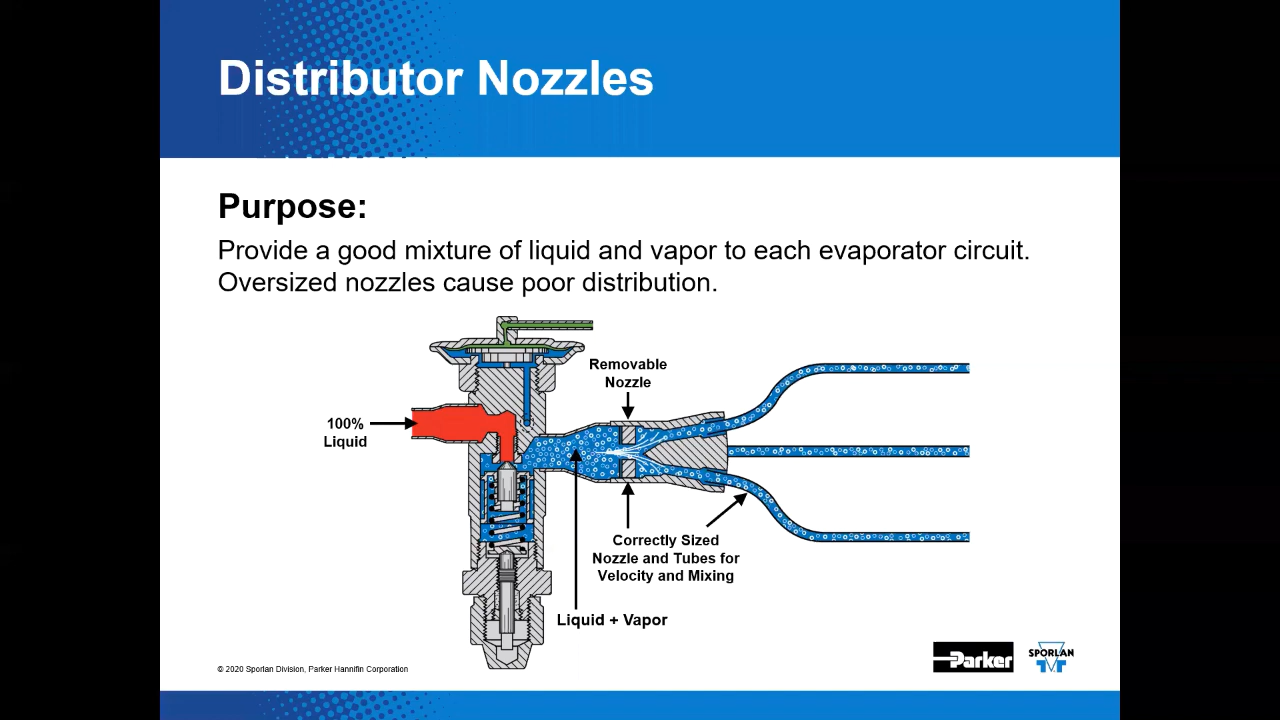 Distributor Nozzles
Purpose:
Provide a good mixture of liquid and vapor to each evaporator circuit.
Oversized nozzles cause poor distribution.
Removable
Nozzle
100%
Liquid
Correctly Sized
Nozzle and Tubes for
Velocity and Mixing
Liquid + Vapor
© 2020 Sporlan Division, Parker Hannifin Corporation
Parker
SPORLAN